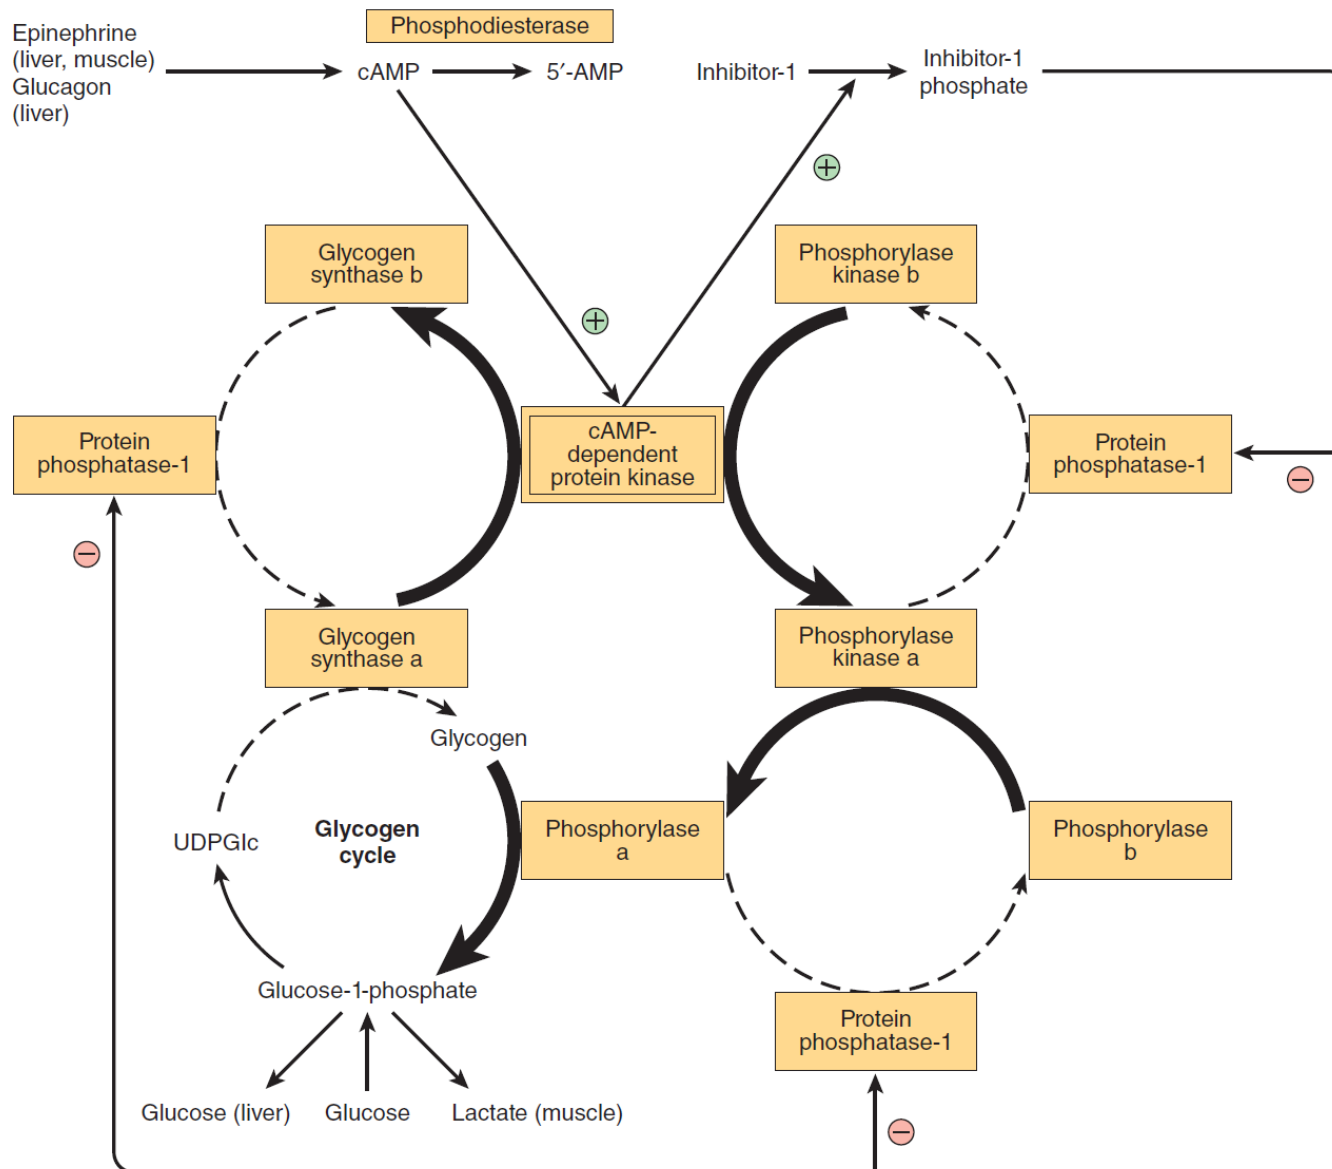 Epinephrine
(liver, muscle)
Glucagon
(liver)
Phosphodiesterase
cAMP
5′-AMP
Inhibitor-1
Inhibitor-1
phosphate
+
+
Glycogen
synthase b
Phosphorylase
kinase b
Protein
phosphatase-1
cAMP-
dependent
protein kinase
Protein
phosphatase-1
−
−
Glycogen
synthase a
Phosphorylase
kinase a
Glycogen
UDPGlc
Glycogen
cycle
Phosphorylase
a
Phosphorylase
b
Glucose-1-phosphate
Protein
phosphatase-1
Glucose (liver)
Glucose
Lactate (muscle)
−